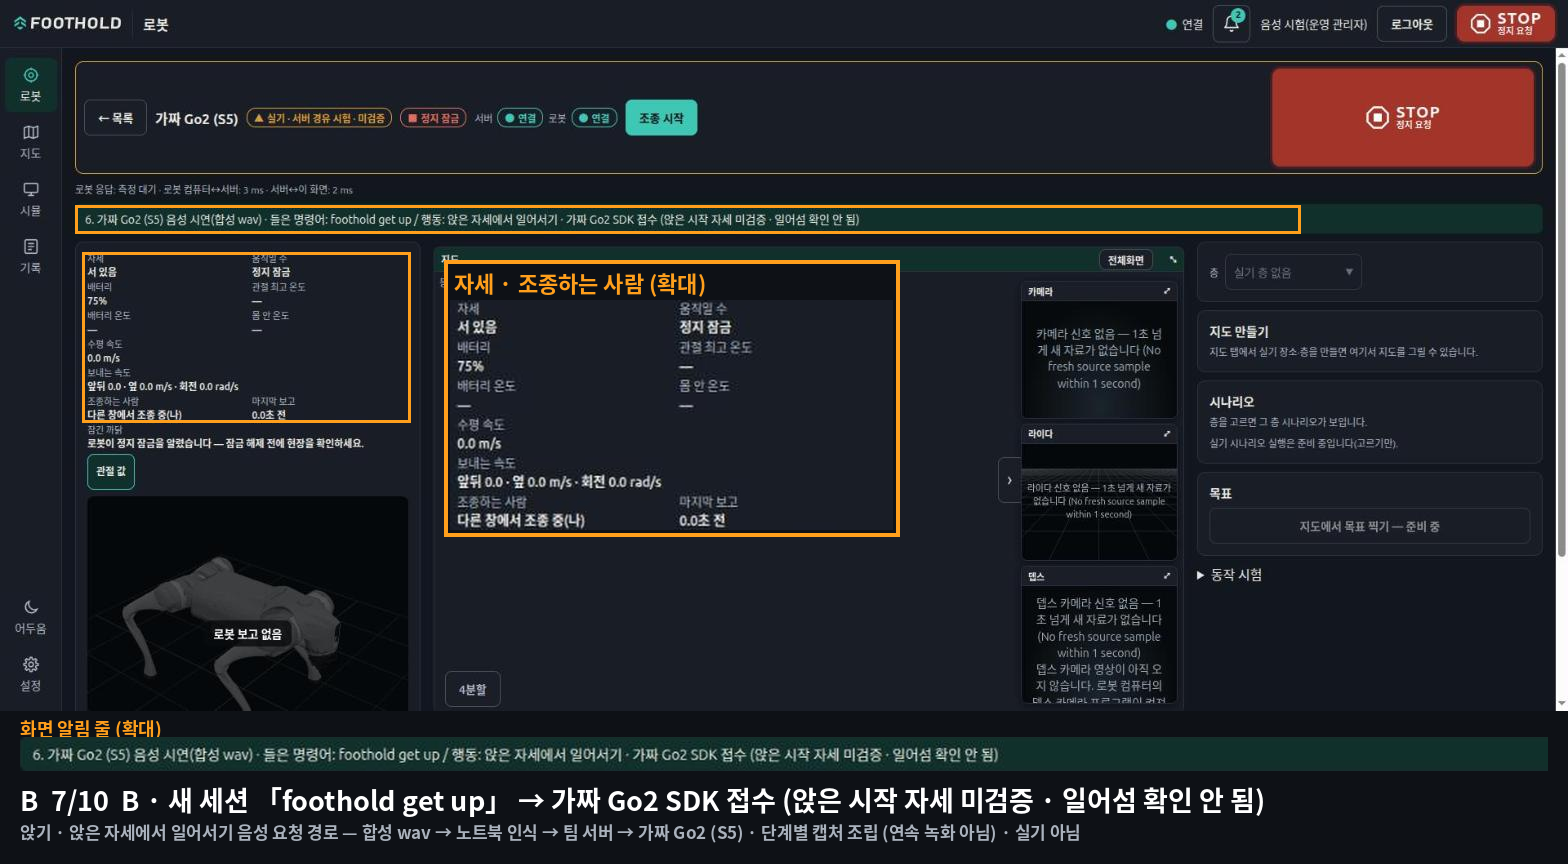 FOOTHOLD 로봇
연결 2 음성 시험(운영 관리자) 로그아웃 STOP 정지 요청
로봇
지도
시뮬
기록
어두움
설정
← 목록 가짜 Go2 (S5) ▲ 실기 · 서버 경유 시험 · 미검증 ■ 정지 잠금 서버 ● 연결 로봇 ● 연결 조종 시작
STOP
정지 요청
로봇 응답: 측정 대기 · 로봇 컴퓨터↔서버: 3 ms · 서버↔이 화면: 2 ms
6. 가짜 Go2 (S5) 음성 시연(합성 wav) · 들은 명령어: foothold get up / 행동: 앉은 자세에서 일어서기 · 가짜 Go2 SDK 접수 (앉은 시작 자세 미검증 · 일어섬 확인 안 됨)
자세 움직일 수
서 있음 정지 잠금
배터리 관절 최고 온도
75% —
배터리 온도 몸 안 온도
— —
수평 속도
0.0 m/s
보내는 속도
앞뒤 0.0 · 옆 0.0 m/s · 회전 0.0 rad/s
조종하는 사람 마지막 보고
다른 창에서 조종 중(나) 0.0초 전
잠긴 까닭
로봇이 정지 잠금을 알렸습니다 — 잠금 해제 전에 현장을 확인하세요.
관절 값
로봇 보고 없음
전체화면
자세 · 조종하는 사람 (확대)
자세 움직일 수
서 있음 정지 잠금
배터리 관절 최고 온도
75% —
배터리 온도 몸 안 온도
— —
수평 속도
0.0 m/s
보내는 속도
앞뒤 0.0 · 옆 0.0 m/s · 회전 0.0 rad/s
조종하는 사람 마지막 보고
다른 창에서 조종 중(나) 0.0초 전
4분할
카메라
카메라 신호 없음 — 1초 넘
게 새 자료가 없습니다 (No
fresh source sample
within 1 second)
라이다
라이다 신호 없음 — 1초 넘게 새 자료가
없습니다 (No fresh source sample
within 1 second)
뎁스
뎁스 카메라 신호 없음 — 1
초 넘게 새 자료가 없습니다
(No fresh source sample
within 1 second)
뎁스 카메라 영상이 아직 오
지 않습니다. 로봇 컴퓨터의
층 실기 층 없음 ▼
지도 만들기
지도 탭에서 실기 장소·층을 만들면 여기서 지도를 그릴 수 있습니다.
시나리오
층을 고르면 그 층 시나리오가 보입니다.
실기 시나리오 실행은 준비 중입니다(고르기만).
목표
지도에서 목표 찍기 — 준비 중
▶ 동작 시험
화면 알림 줄 (확대)
6. 가짜 Go2 (S5) 음성 시연(합성 wav) · 들은 명령어: foothold get up / 행동: 앉은 자세에서 일어서기 · 가짜 Go2 SDK 접수 (앉은 시작 자세 미검증 · 일어섬 확인 안 됨)
B 7/10 B · 새 세션 「foothold get up」 → 가짜 Go2 SDK 접수 (앉은 시작 자세 미검증 · 일어섬 확인 안 됨)
앉기 · 앉은 자세에서 일어서기 음성 요청 경로 — 합성 wav → 노트북 인식 → 팀 서버 → 가짜 Go2 (S5) · 단계별 캡처 조립 (연속 녹화 아님) · 실기 아님